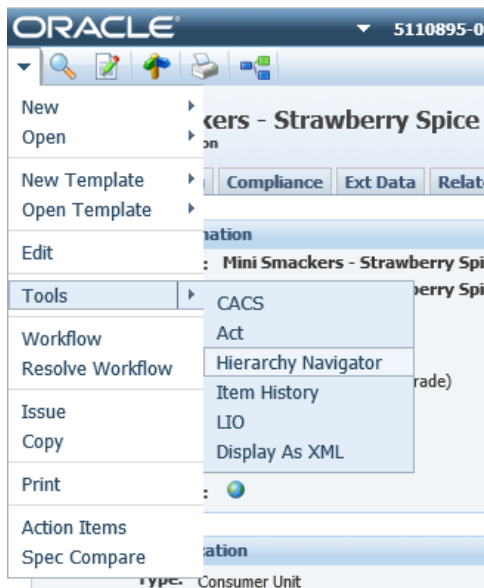 ORACLE
5110895-0
New
Open
kers - Strawberry Spice
on
New Template
Open Template
Compliance Ext Data Relat
Edit
mation
: Mini Smackers - Strawberry Spi
Tools
berry Spi
CACS
Act
Hierarchy Navigator
rade)
Item History
LIO
Display As XML
Workflow
Resolve Workflow
Issue
Copy
Print
:
Action Items
Spec Compare
cation
Type: Consumer Unit